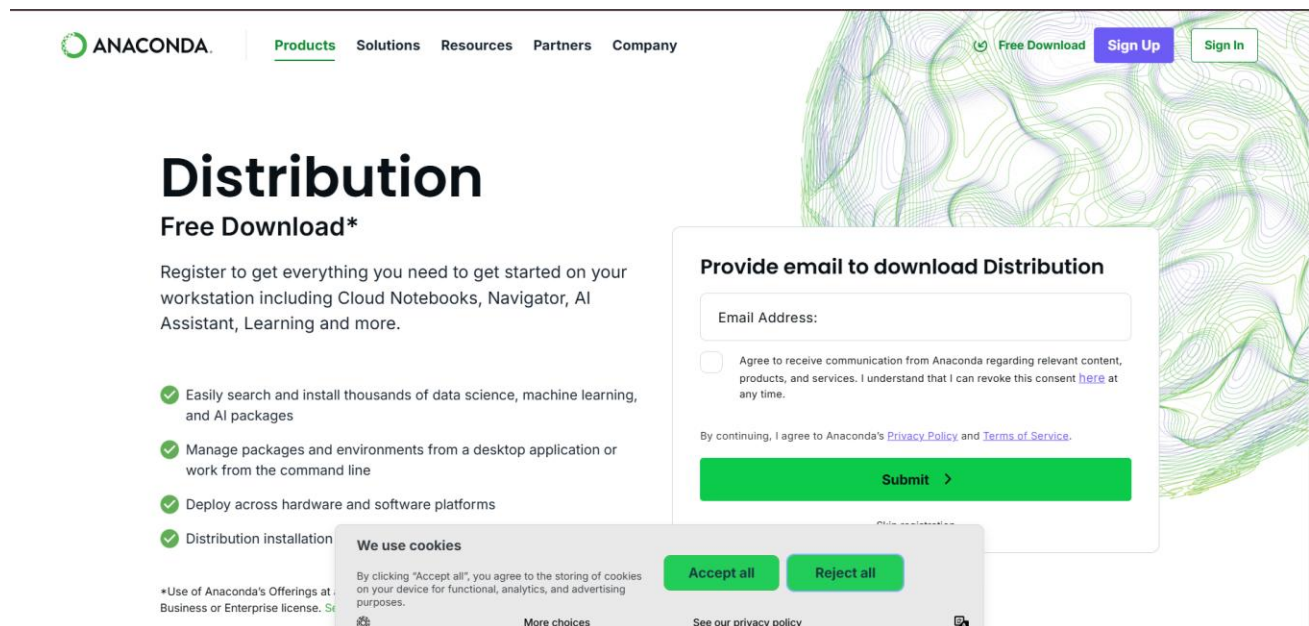 ANACONDA.
Products Solutions Resources Partners Company
Free Download
Sign Up
Sign In
Distribution
Free Download*
Register to get everything you need to get started on your
workstation including Cloud Notebooks, Navigator, AI
Assistant, Learning and more.
Easily search and install thousands of data science, machine learning,
and AI packages
Manage packages and environments from a desktop application or
work from the command line
Deploy across hardware and software platforms
Distribution installation
*Use of Anaconda's Offerings at
Business or Enterprise license.
Provide email to download Distribution
Email Address:
Agree to receive communication from Anaconda regarding relevant content,
products, and services. I understand that I can revoke this consent here at
any time.
By continuing, I agree to Anaconda's Privacy Policy and Terms of Service.
Submit
Skip registration
We use cookies
By clicking “Accept all”, you agree to the storing of cookies
on your device for functional, analytics, and advertising
purposes.
Accept all
Reject all
More choices
See our privacy policy